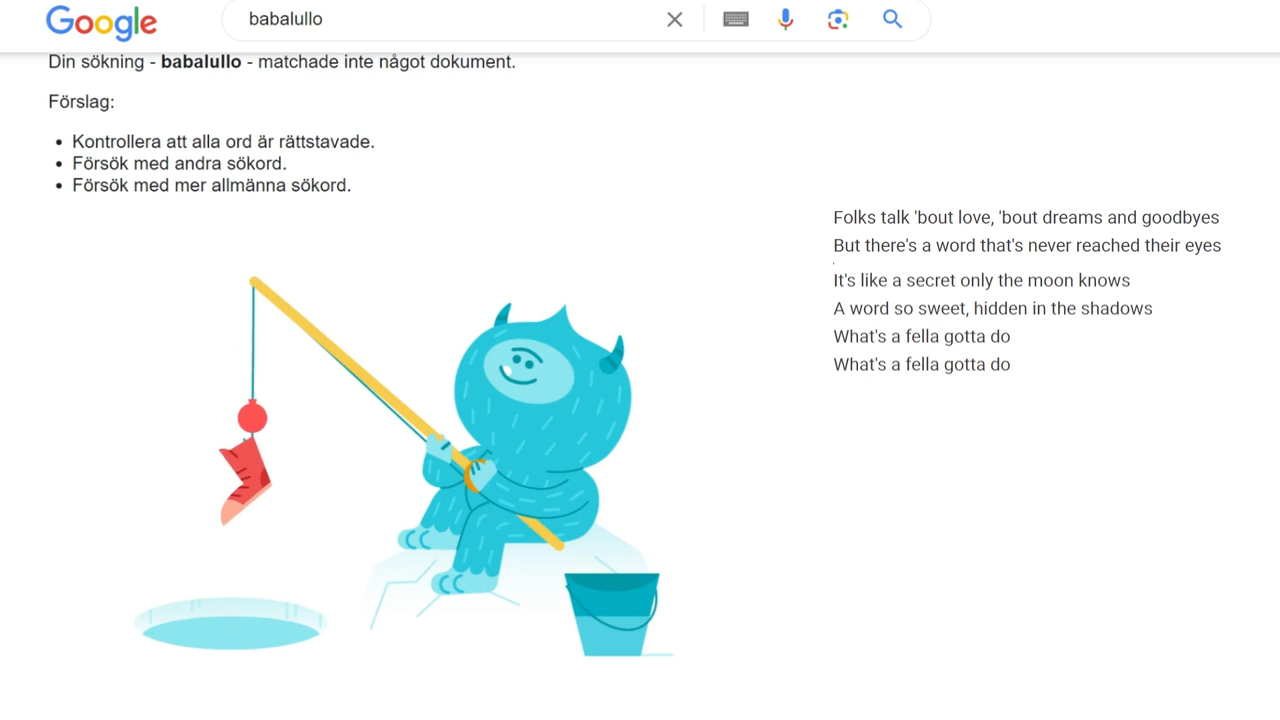 Google
babalullo
Din sökning - babalullo - matchade inte något dokument.
Förslag:
• Kontrollera att alla ord är rättstavade.
• Försök med andra sökord.
• Försök med mer allmänna sökord.
Folks talk 'bout love, 'bout dreams and goodbyes
But there's a word that's never reached their eyes
It's like a secret only the moon knows
A word so sweet, hidden in the shadows
What's a fella gotta do
What's a fella gotta do